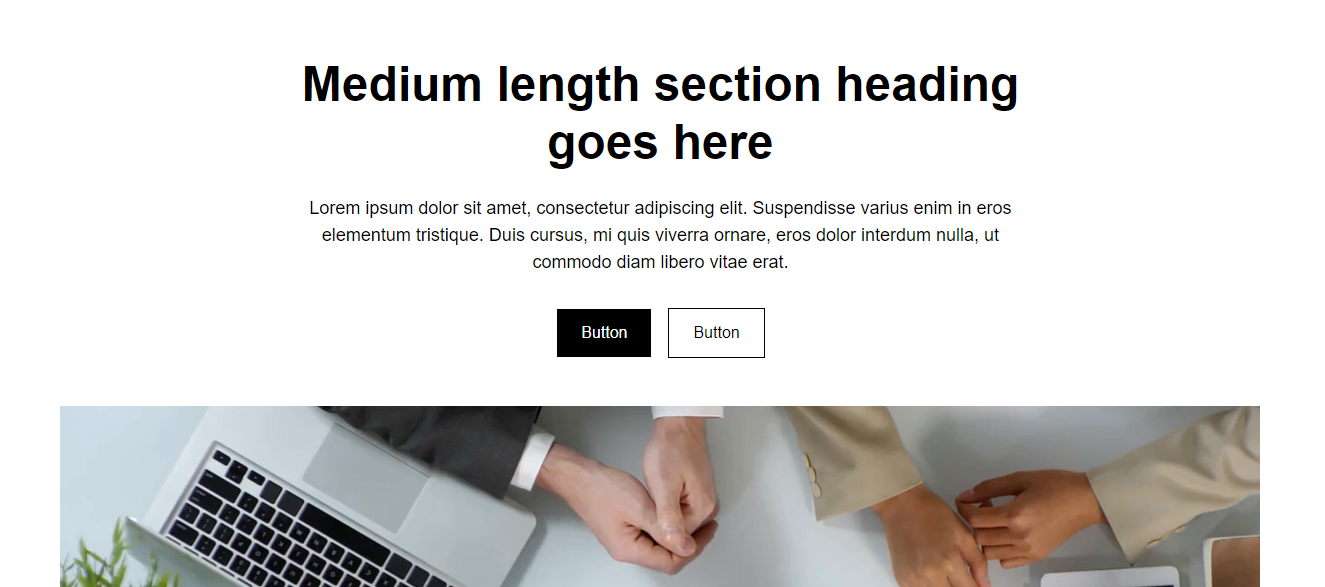 Medium length section heading
goes here
Lorem ipsum dolor sit amet, consectetur adipiscing elit. Suspendisse varius enim in eros
elementum tristique. Duis cursus, mi quis viverra ornare, eros dolor interdum nulla, ut
commodo diam libero vitae erat.
Button Button